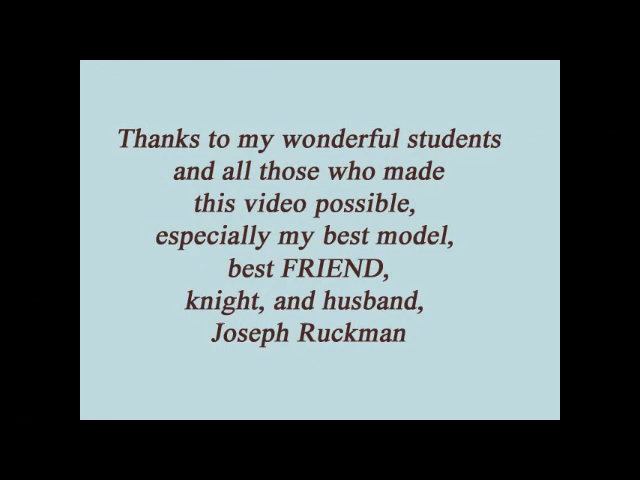 Thanks to my wonderful students
and all those who made
this video possible,
especially my best model,
best FRIEND,
knight, and husband,
Joseph Ruckman